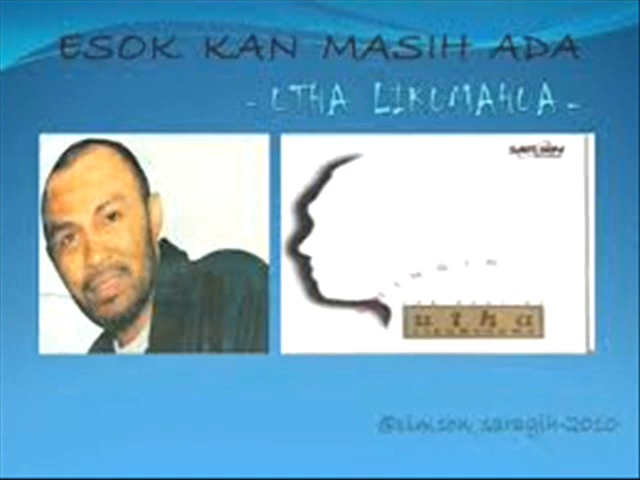 ESOK KAN MASIH ADA
- UTHA LIKUMAHUA -
utha
@simson_saragih-2010